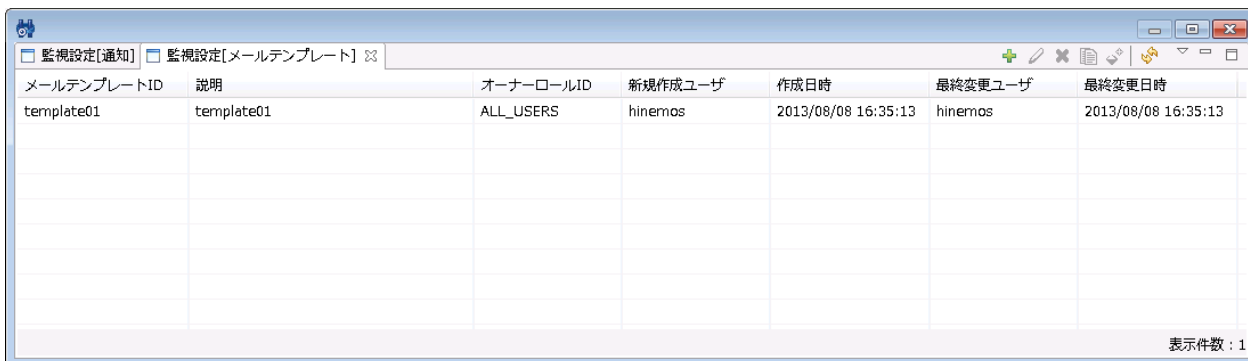 監視設定[通知] 監視設定[メールテンプレート]
メールテンプレートID 説明 オーナーロールID 新規作成ユーザ 作成日時 最終変更ユーザ 最終変更日時
template01 template01 ALL_USERS hinemos 2013/08/08 16:35:13 hinemos 2013/08/08 16:35:13
表示件数：1